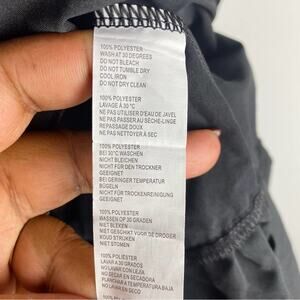 100% POLYESTER
WASH AT 30 DEGREES
DO NOT BLEACH
DO NOT TUMBLE DRY
COOL IRON
DO NOT DRY CLEAN
100% POLYESTER
LAVAGE À 30 °C
NE PAS UTILISER D'EAU DE JAVEL
NE PAS PASSER AU SÈCHE-LINGE
REPASSAGE DOUX
NE PAS NETTOYER À SEC
100% POLYESTER
BEI 30°C WASCHEN
NICHT BLEICHEN
NICHT FÜR DEN TROCKNER
GEEIGNET
BEI GERINGER TEMPERATUR
BÜGELN
NICHT FÜR TROCKENREINIGUNG
GEEIGNET
100% POLYESTER
WASSEN OP 30 GRADEN
NIET BLEKEN
NIET GESCHIKT VOOR DE DROGER
KOUD STRIJKEN
NIET STOMEN
100% POLIÉSTER
LAVAR A 30 GRADOS
NO LAVAR CON LEJÍA
NO SECAR EN SECADORA
PLANCHAR A TEMPERATURA BAJA
NO LAVAR EN SECO